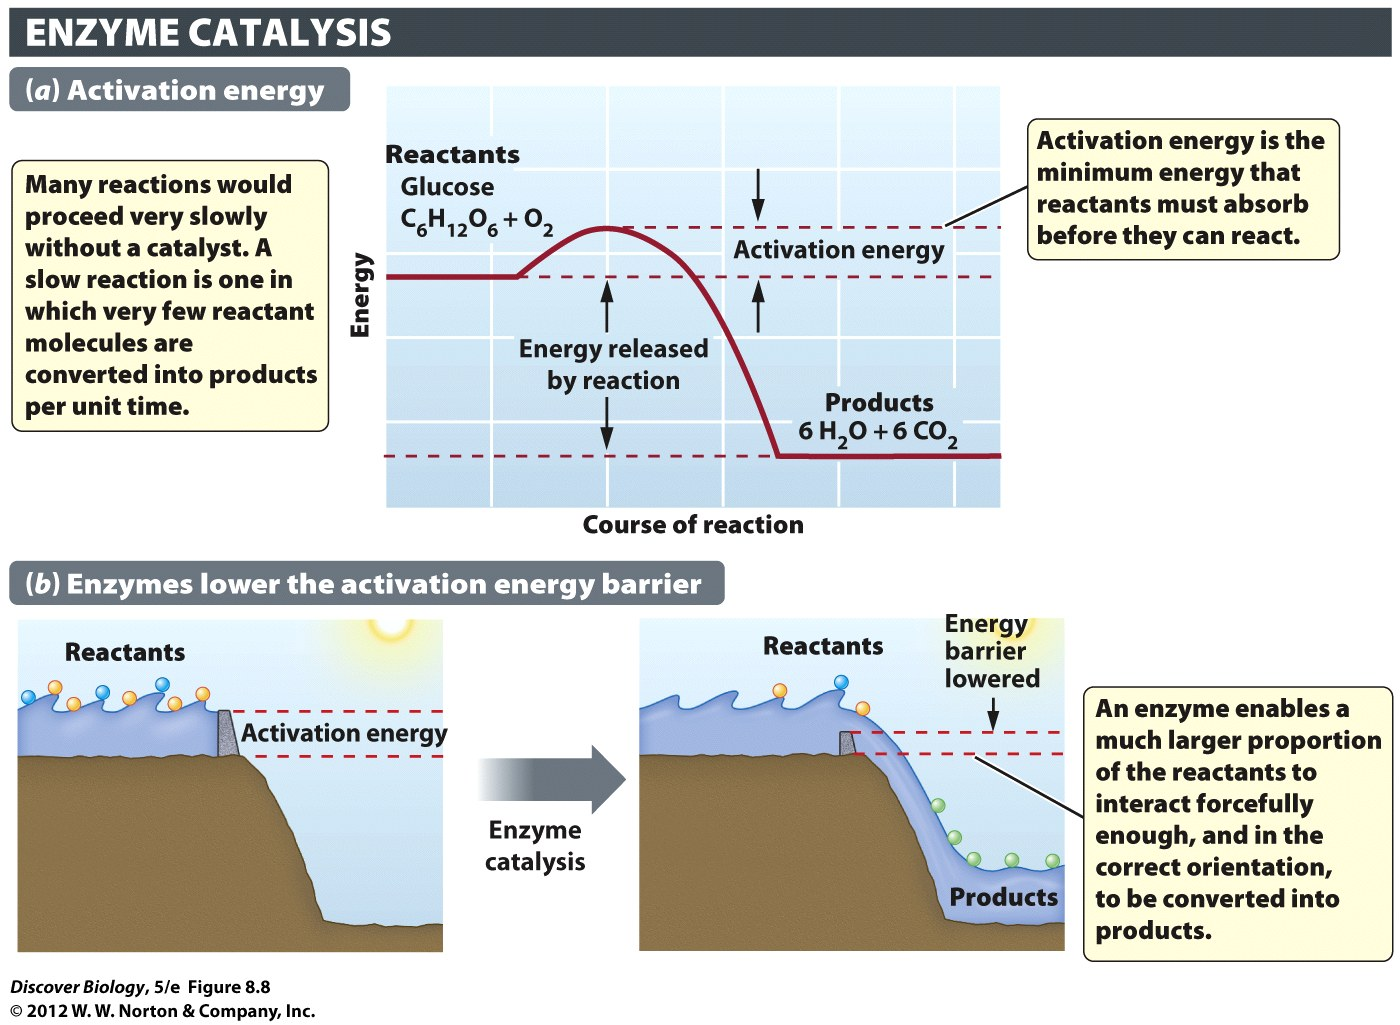 ENZYME CATALYSIS
(a) Activation energy
Many reactions would
proceed very slowly
without a catalyst. A
slow reaction is one in
which very few reactant
molecules are
converted into products
per unit time.
Energy
Reactants
Glucose
C₆H₁₂O₆ + O₂
Activation energy
Energy released
by reaction
Products
6 H₂O + 6 CO₂
Course of reaction
Activation energy is the
minimum energy that
reactants must absorb
before they can react.
(b) Enzymes lower the activation energy barrier
Reactants
Activation energy
Enzyme
catalysis
Reactants
Energy
barrier
lowered
Products
An enzyme enables a
much larger proportion
of the reactants to
interact forcefully
enough, and in the
correct orientation,
to be converted into
products.
Discover Biology, 5/e Figure 8.8
© 2012 W. W. Norton & Company, Inc.